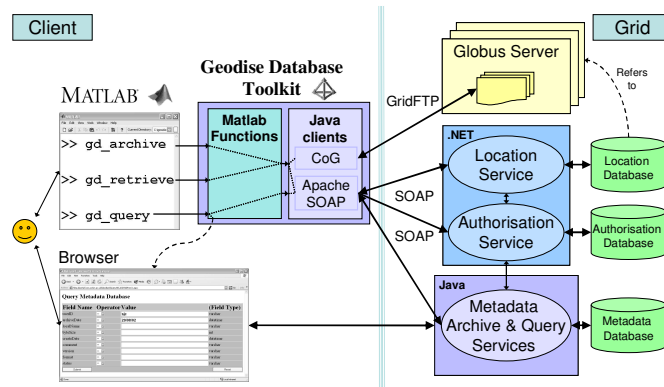 Client
Grid
Geodise Database
Toolkit
MATLAB®
>> gd_archive
>> gd_retrieve
>> gd_query
Matlab
Functions
Java
clients
CoG
Apache
SOAP
GridFTP
SOAP
SOAP
Globus Server
Refers
to
.NET
Location
Service
Authorisation
Service
Location
Database
Authorisation
Database
Java
Metadata
Archive & Query
Services
Metadata
Database
Browser
Query Metadata Database
Field Name Operator Value (Field Type)